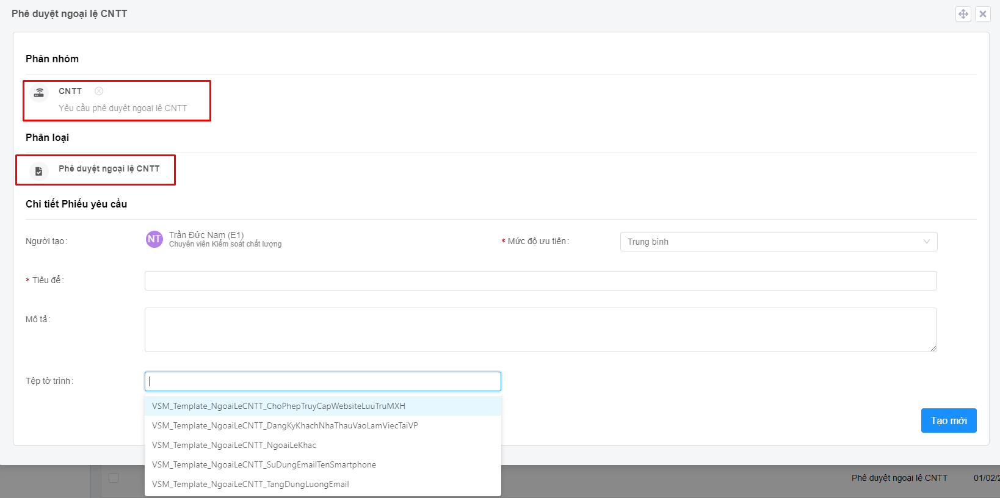 Phê duyệt ngoại lệ CNTT
Phân nhóm
CNTT
Yêu cầu phê duyệt ngoại lệ CNTT
Phân loại
Phê duyệt ngoại lệ CNTT
Chi tiết Phiếu yêu cầu
Người tạo:
NT
Trần Đức Nam (E1)
Chuyên viên Kiểm soát chất lượng
* Mức độ ưu tiên:
Trung bình
* Tiêu đề:
Mô tả:
Tệp tờ trình:
VSM_Template_NgoaiLeCNTT_ChoPhepTruyCapWebsiteLuuTruMXH
VSM_Template_NgoaiLeCNTT_DangKyKhachNhaThauVaoLamViecTaiVP
VSM_Template_NgoaiLeCNTT_NgoaiLeKhac
VSM_Template_NgoaiLeCNTT_SuDungEmailTenSmartphone
VSM_Template_NgoaiLeCNTT_TangDungLuongEmail
Tạo mới
Phê duyệt ngoại lệ CNTT
01/02/2